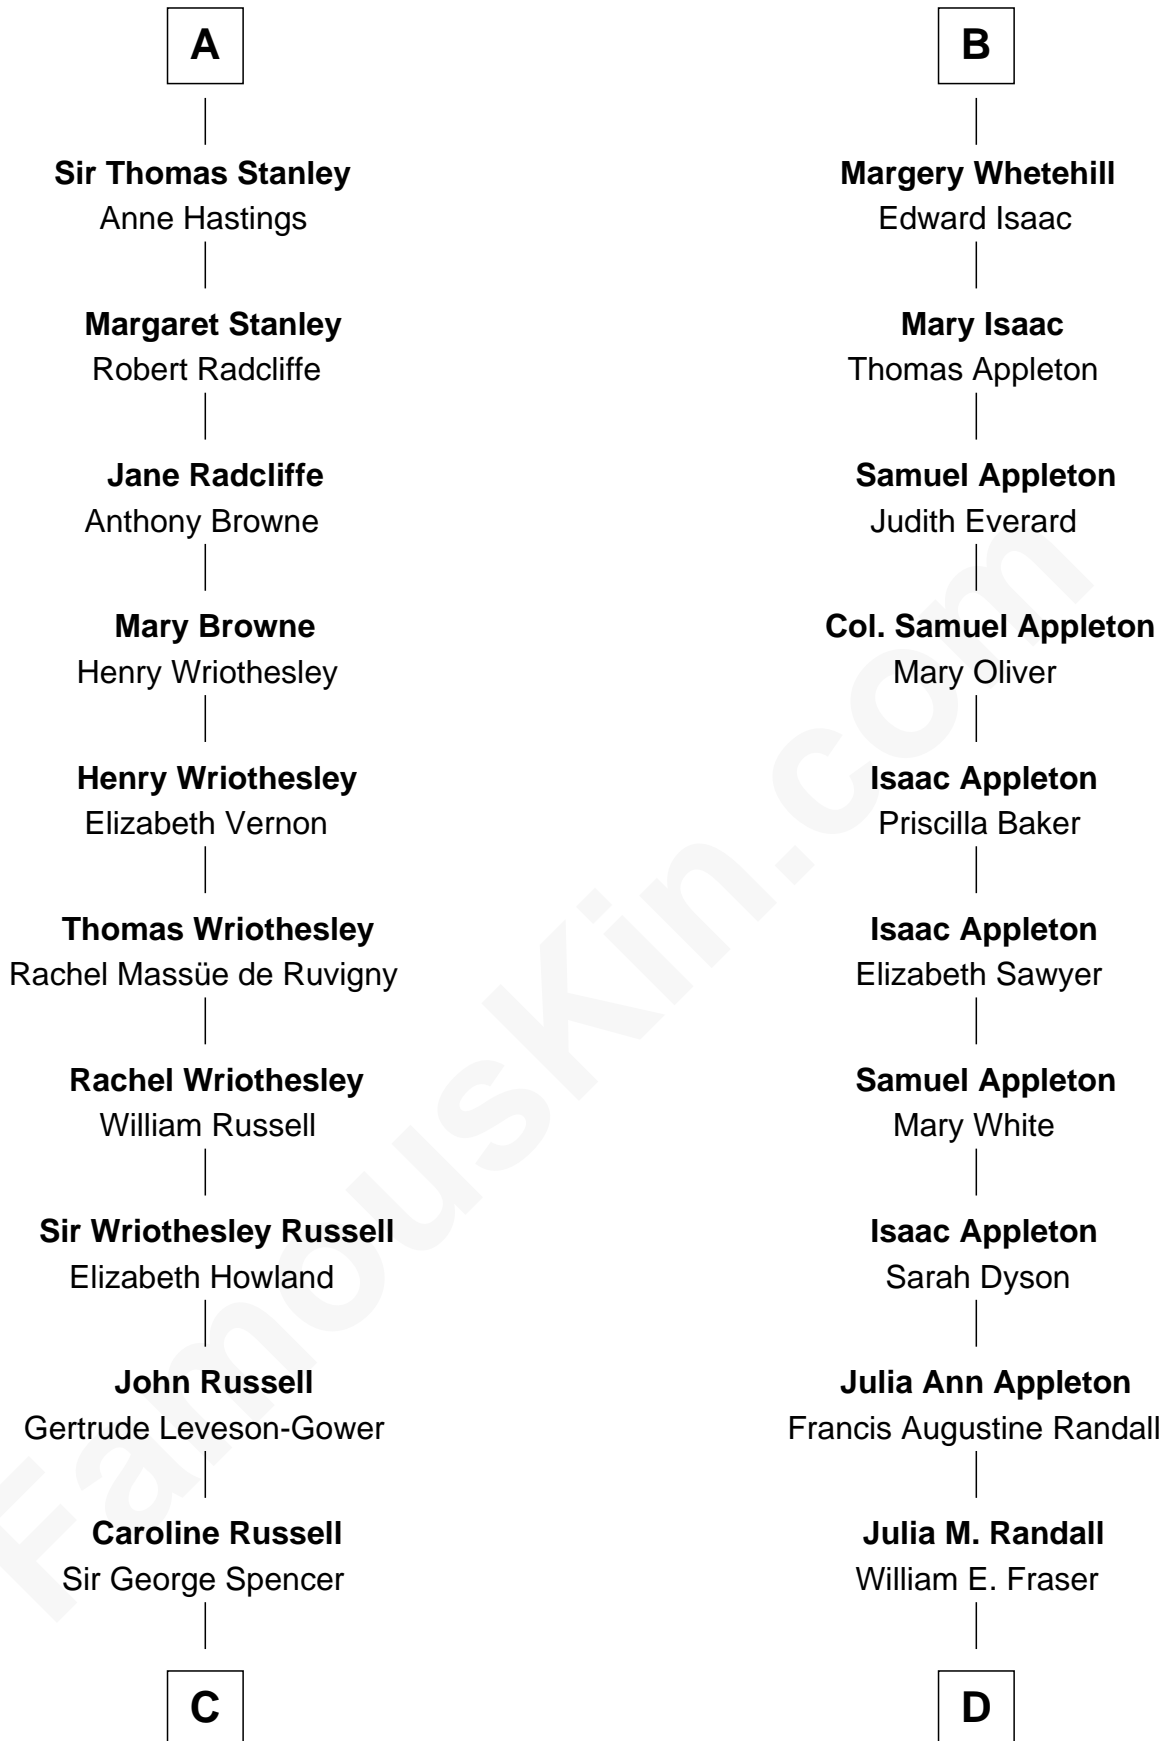 A
Sir Thomas Stanley
Anne Hastings
Margaret Stanley
Robert Radcliffe
Jane Radcliffe
Anthony Browne
Mary Browne
Henry Wriothesley
Henry Wriothesley
Elizabeth Vernon
Thomas Wriothesley
Rachel Massüe de Ruvigny
Rachel Wriothesley
William Russell
Sir Wriothesley Russell
Elizabeth Howland
John Russell
Gertrude Leveson-Gower
Caroline Russell
Sir George Spencer
C
B
Margery Whetehill
Edward Isaac
Mary Isaac
Thomas Appleton
Samuel Appleton
Judith Everard
Col. Samuel Appleton
Mary Oliver
Isaac Appleton
Priscilla Baker
Isaac Appleton
Elizabeth Sawyer
Samuel Appleton
Mary White
Isaac Appleton
Sarah Dyson
Julia Ann Appleton
Francis Augustine Randall
Julia M. Randall
William E. Fraser
D
FamousKin.com